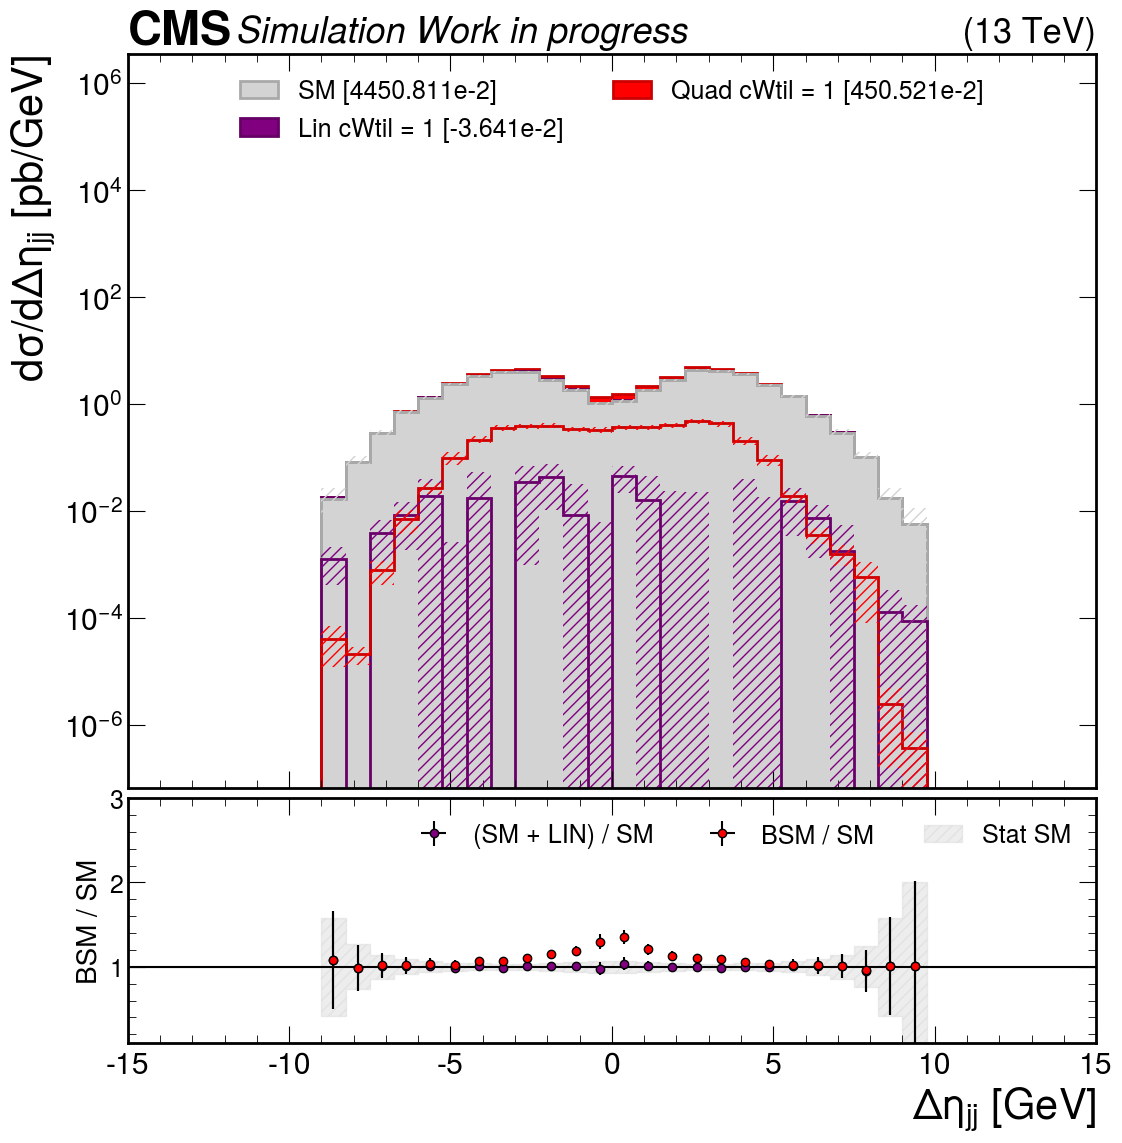 CMS Simulation Work in progress (13 TeV)
dσ/dΔη_jj [pb/GeV]
SM [4450.811e-2]
Quad cWtil = 1 [450.521e-2]
Lin cWtil = 1 [-3.641e-2]
10^6
10^4
10^2
10^0
10^−2
10^−4
10^−6
BSM / SM
(SM + LIN) / SM BSM / SM Stat SM
3
2
1
-15 -10 -5 0 5 10 15
Δη_jj [GeV]